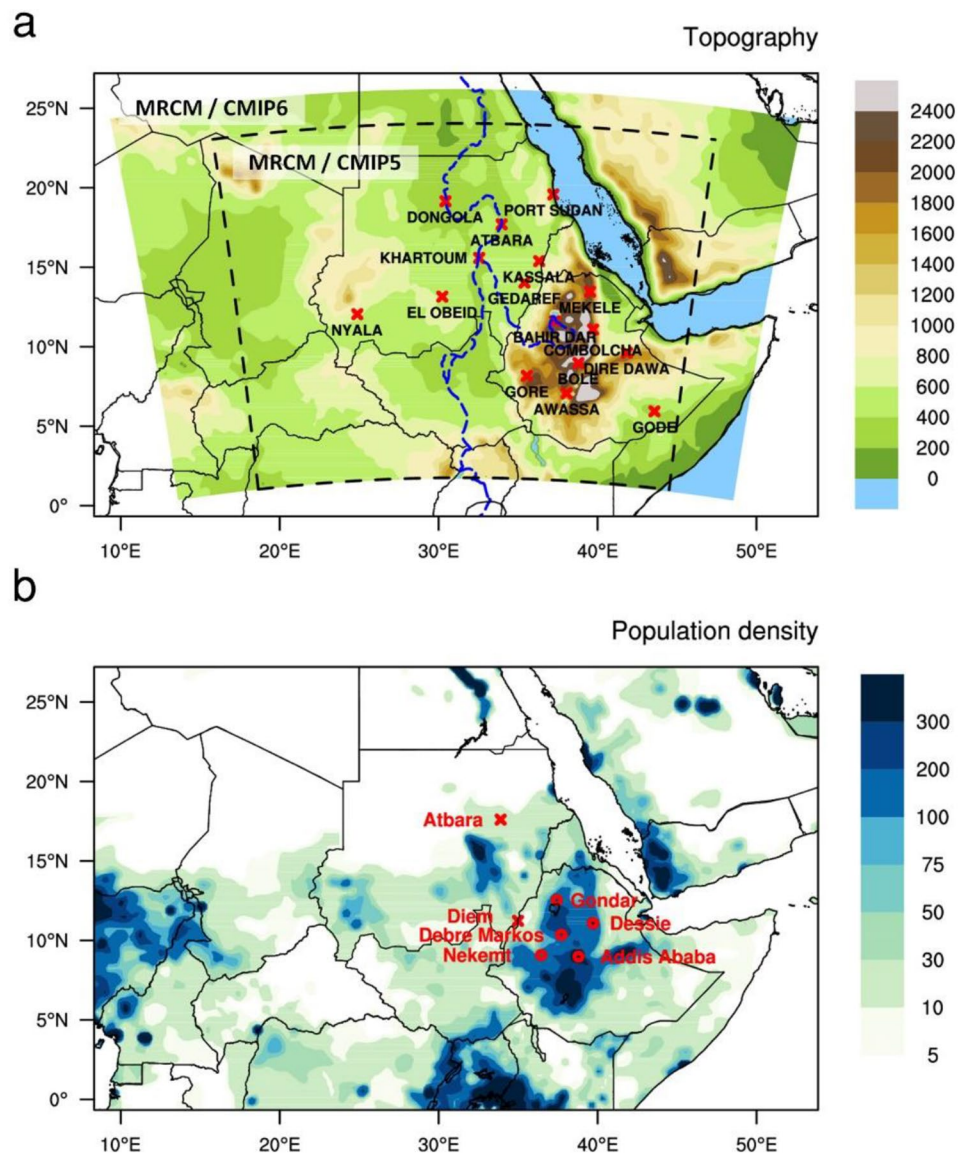 a
Topography
MRCM / CMIP6
MRCM / CMIP5
25°N
20°N
15°N
10°N
5°N
0°
10°E
20°E
30°E
40°E
50°E
DONGOLA
PORT SUDAN
ATBARA
KHARTOUM
KASSALA
GEDAREF
MEKELE
EL OBEID
NYALA
BAHIR DAR
COMBOLCHA
DIRE DAWA
BOLE
GORE
AWASSA
GODE
2400
2200
2000
1800
1600
1400
1200
1000
800
600
400
200
0
b
Population density
25°N
20°N
15°N
10°N
5°N
0°
10°E
20°E
30°E
40°E
50°E
Atbara
Gondar
Diem
Dessie
Debre Markos
Nekemt
Addis Ababa
300
200
100
75
50
30
10
5